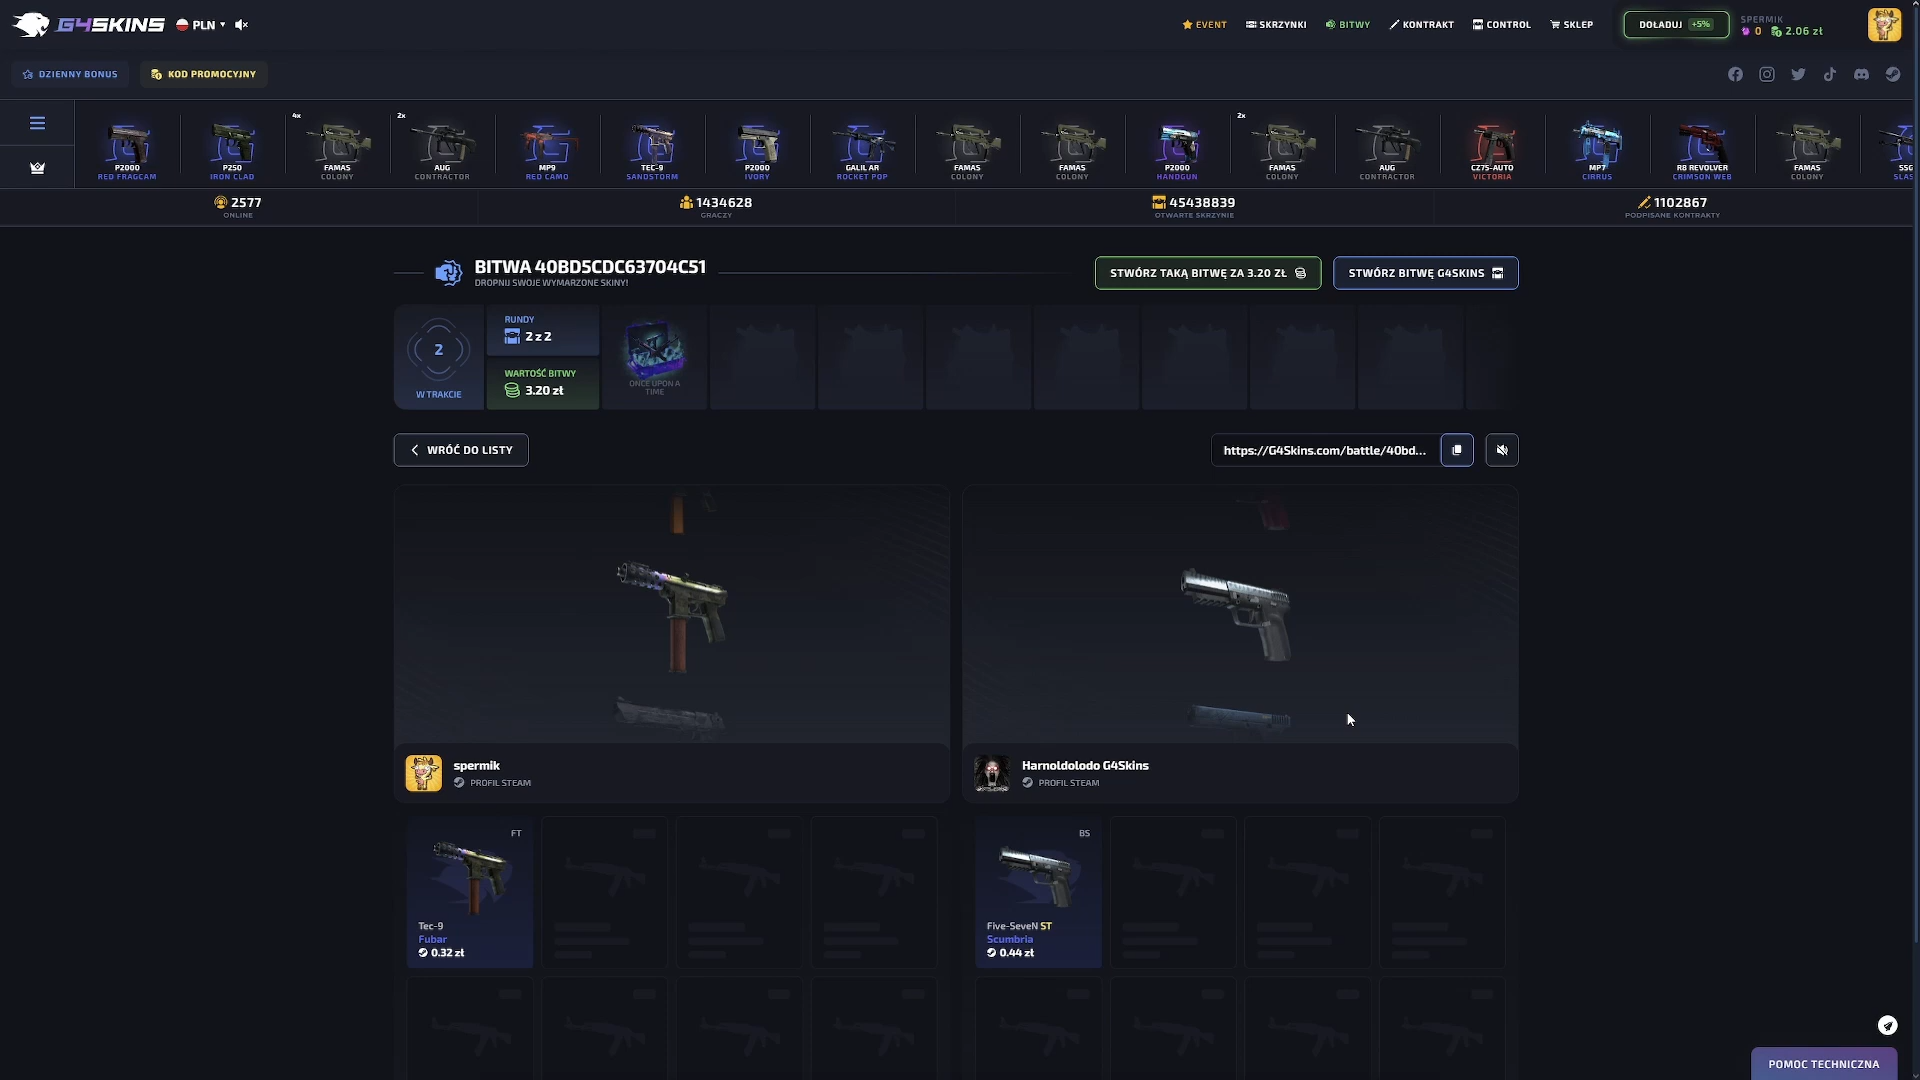 G4SKINS
PLN
EVENT
SKRZYNKI
BITWY
KONTRAKT
CONTROL
SKLEP
DOŁADUJ +5%
SPERMIK
0 2.06 zł
DZIENNY BONUS
KOD PROMOCYJNY
P2000
RED FRAGCAM
P250
IRON CLAD
4x
FAMAS
COLONY
2x
AUG
CONTRACTOR
MP9
RED CAMO
TEC-9
SANDSTORM
P2000
IVORY
GALIL AR
ROCKET POP
FAMAS
COLONY
FAMAS
COLONY
P2000
HANDGUN
2x
FAMAS
COLONY
AUG
CONTRACTOR
CZ75-AUTO
VICTORIA
MP7
CIRRUS
R8 REVOLVER
CRIMSON WEB
FAMAS
COLONY
SSG
SLAS
2577
ONLINE
1434628
GRACZY
45438839
OTWARTE SKRZYNIE
1102867
PODPISANE KONTRAKTY
BITWA 40BD5CDC63704C51
DROPNIJ SWOJE WYMARZONE SKINY!
STWÓRZ TAKĄ BITWĘ ZA 3.20 ZŁ
STWÓRZ BITWĘ G4SKINS
2
W TRAKCIE
RUNDY
2 z 2
WARTOŚĆ BITWY
3.20 zł
ONCE UPON A
TIME
WRÓĆ DO LISTY
https://G4Skins.com/battle/40bd...
spermik
PROFIL STEAM
Harnoldolodo G4Skins
PROFIL STEAM
FT
Tec-9
Fubar
0.32 zł
BS
Five-SeveN ST
Scumbria
0.44 zł
POMOC TECHNICZNA